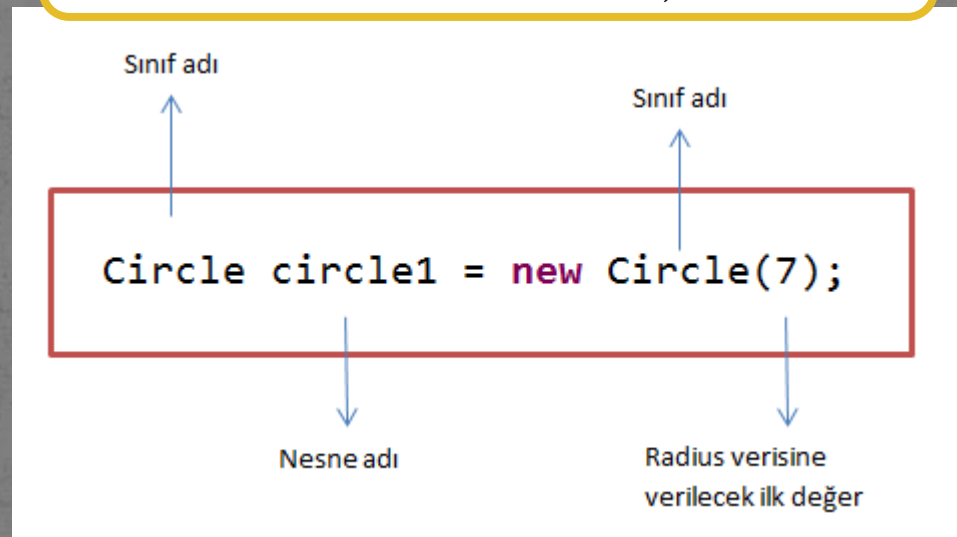 Sınıf adı
Sınıf adı
Circle circle1 = new Circle(7);
Nesne adı
Radius verisine
verilecek ilk değer